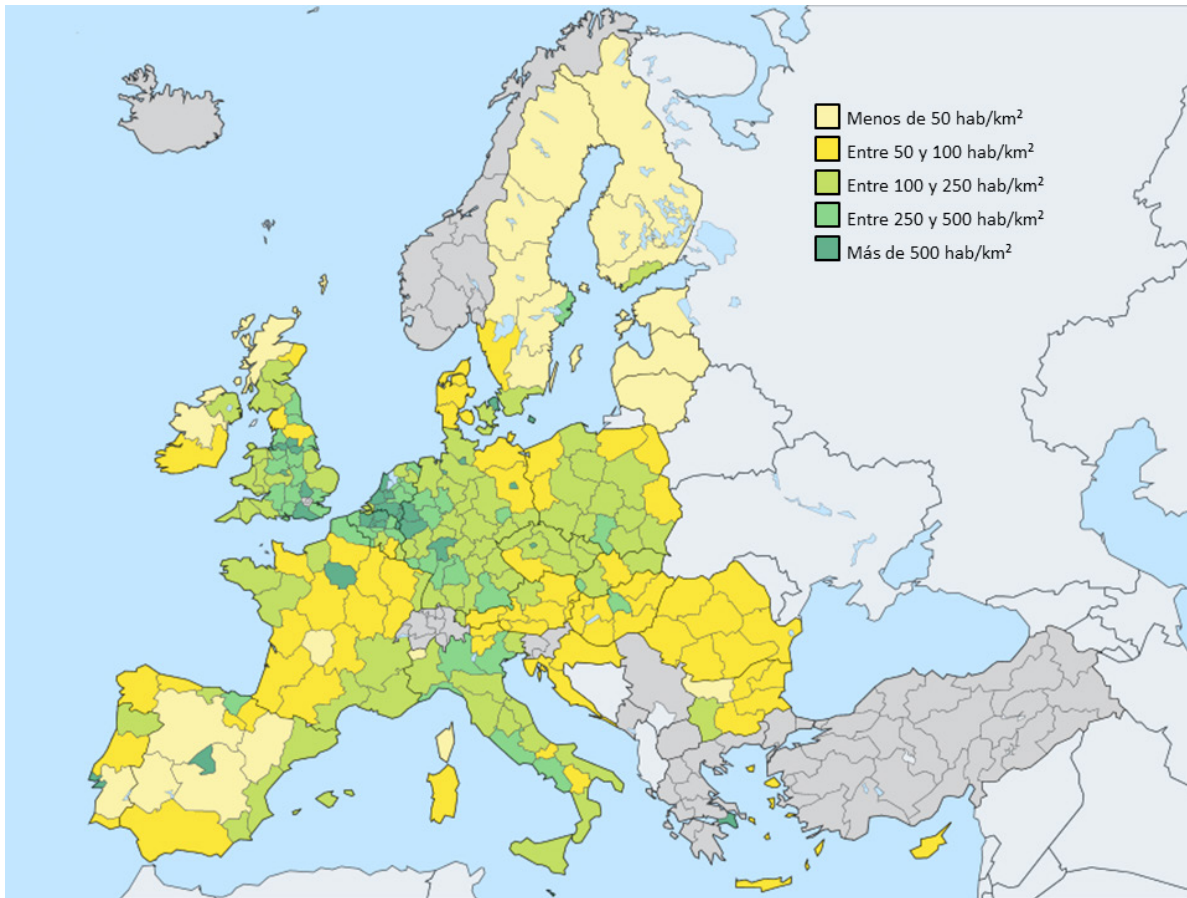 Menos de 50 hab/km²
Entre 50 y 100 hab/km²
Entre 100 y 250 hab/km²
Entre 250 y 500 hab/km²
Más de 500 hab/km²